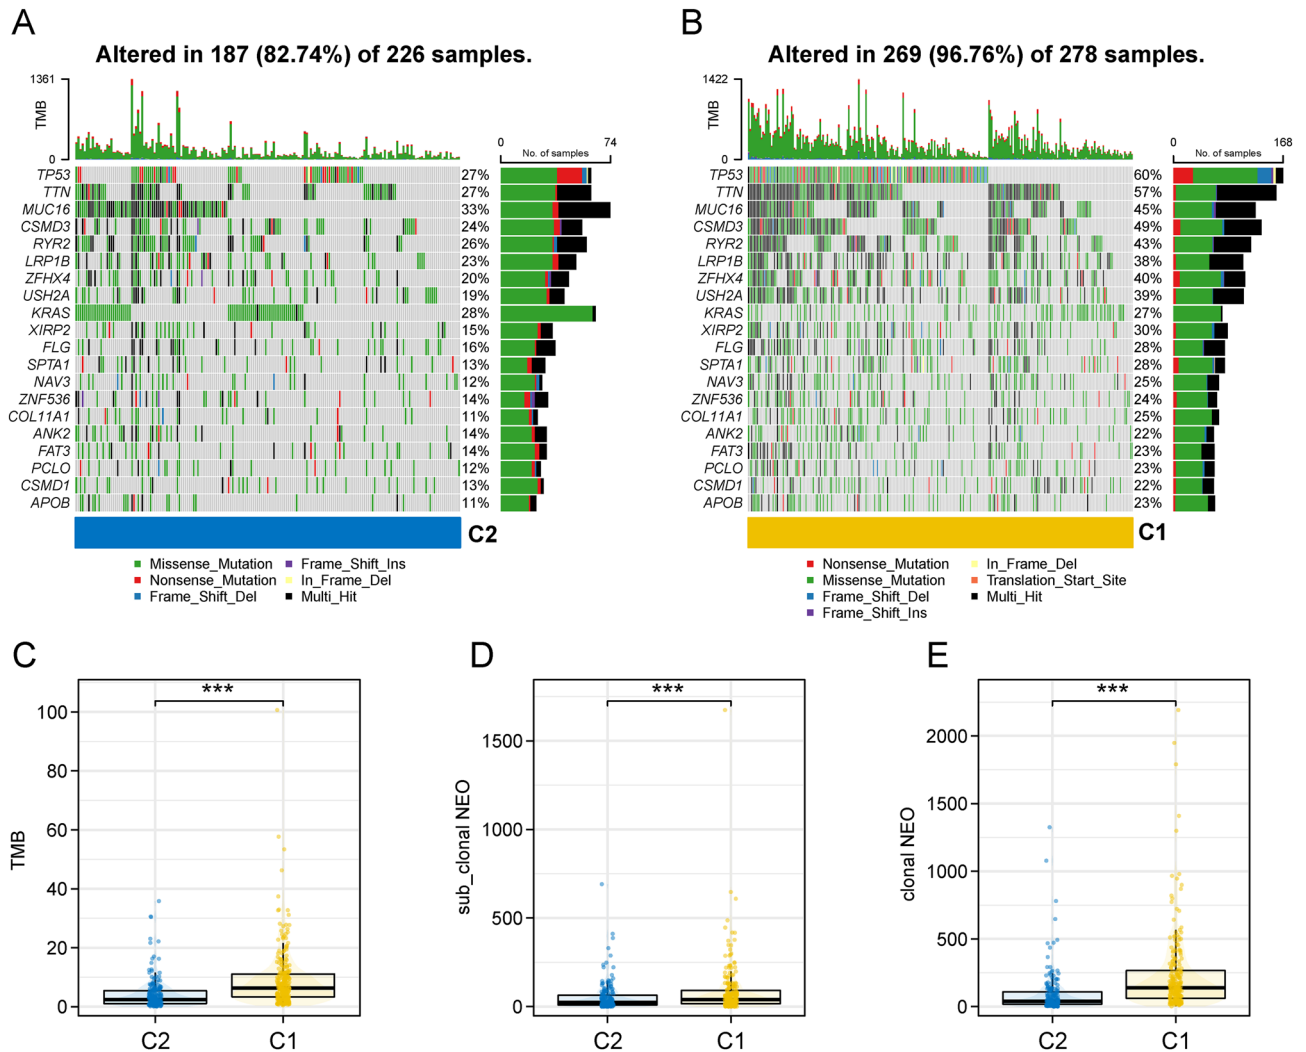 A
Altered in 187 (82.74%) of 226 samples.
1361
TMB
0
0
74
No. of samples
TP53 27%
TTN 27%
MUC16 33%
CSMD3 24%
RYR2 26%
LRP1B 23%
ZFHX4 20%
USH2A 19%
KRAS 28%
XIRP2 15%
FLG 16%
SPTA1 13%
NAV3 12%
ZNF536 14%
COL11A1 11%
ANK2 14%
FAT3 14%
PCLO 12%
CSMD1 13%
APOB 11%
C2
Missense_Mutation
Nonsense_Mutation
Frame_Shift_Del
Frame_Shift_Ins
In_Frame_Del
Multi_Hit
B
Altered in 269 (96.76%) of 278 samples.
1422
TMB
0
0
168
No. of samples
TP53 60%
TTN 57%
MUC16 45%
CSMD3 49%
RYR2 43%
LRP1B 38%
ZFHX4 40%
USH2A 39%
KRAS 27%
XIRP2 30%
FLG 28%
SPTA1 28%
NAV3 25%
ZNF536 24%
COL11A1 25%
ANK2 22%
FAT3 23%
PCLO 23%
CSMD1 22%
APOB 23%
C1
Nonsense_Mutation
Missense_Mutation
Frame_Shift_Del
Frame_Shift_Ins
In_Frame_Del
Translation_Start_Site
Multi_Hit
C
***
TMB
100
80
60
40
20
0
C2 C1
D
***
sub_clonal NEO
1500
1000
500
0
C2 C1
E
***
clonal NEO
2000
1500
1000
500
0
C2 C1